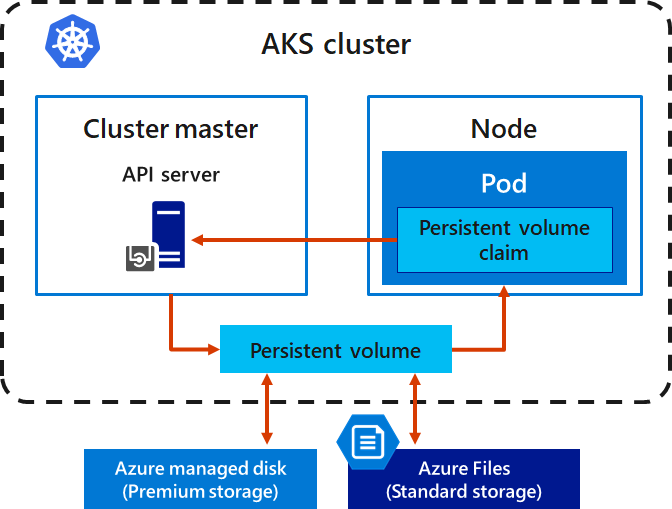 AKS cluster
Cluster master
API server
Node
Pod
Persistent volume
claim
Persistent volume
Azure managed disk
(Premium storage)
Azure Files
(Standard storage)